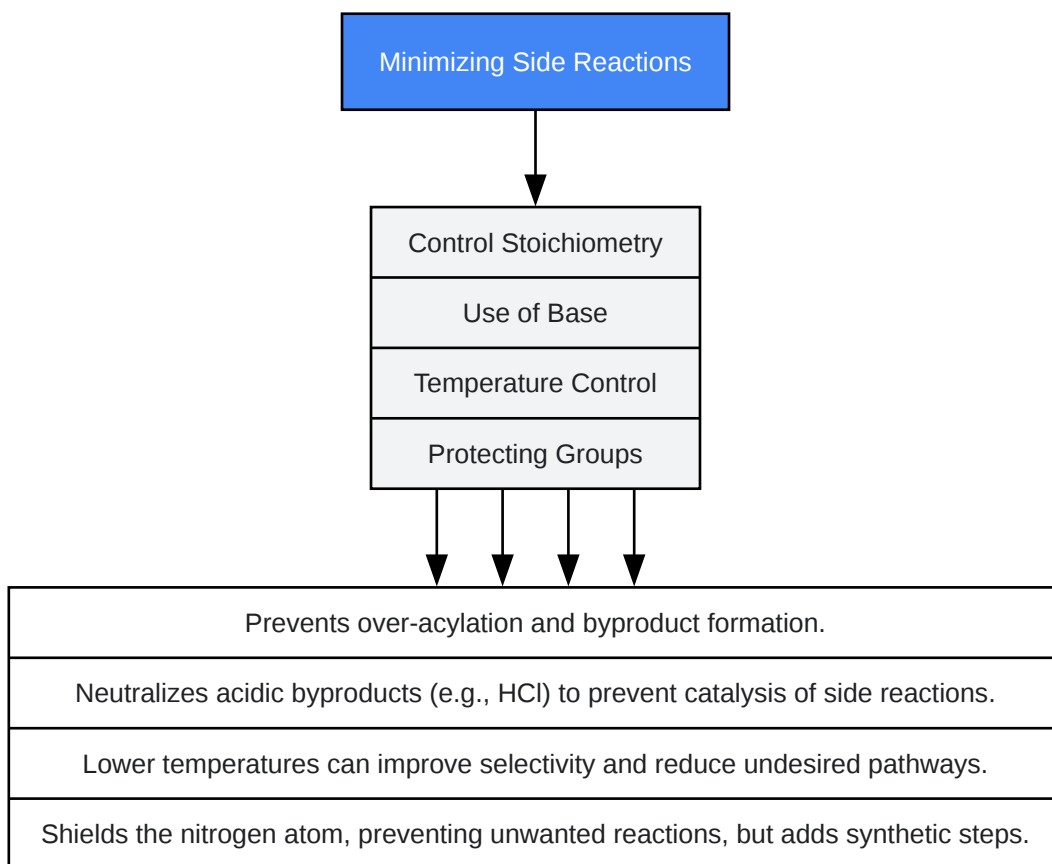 Minimizing Side Reactions
Control Stoichiometry
Use of Base
Temperature Control
Protecting Groups
Prevents over-acylation and byproduct formation.
Neutralizes acidic byproducts (e.g., HCl) to prevent catalysis of side reactions.
Lower temperatures can improve selectivity and reduce undesired pathways.
Shields the nitrogen atom, preventing unwanted reactions, but adds synthetic steps.